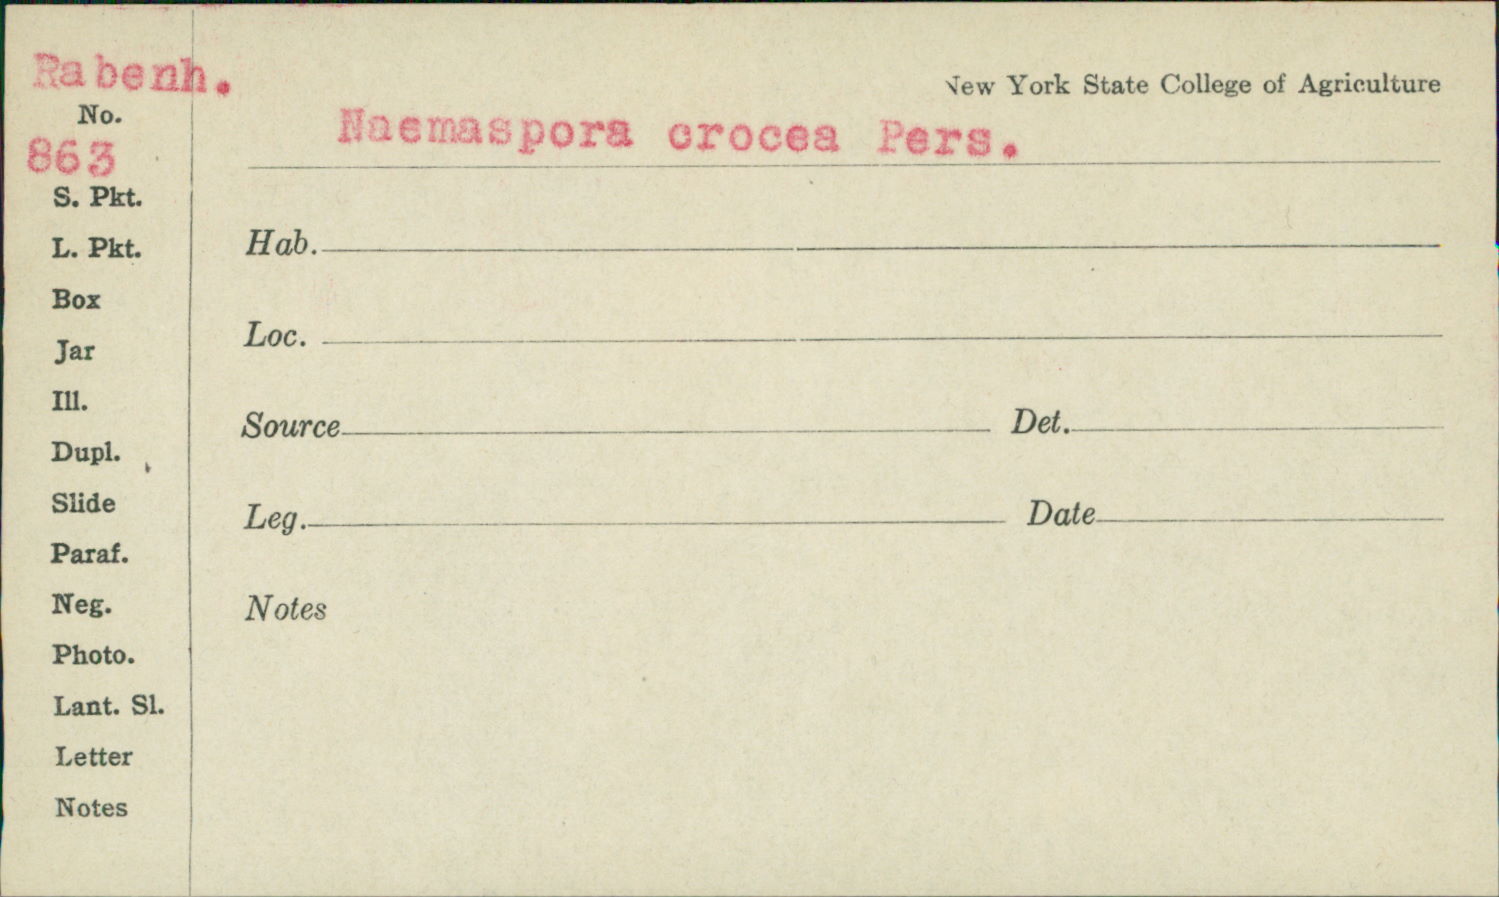 Rabenh.
New York State College of Agriculture
No.
Naemaspora crocea Pers.
863
S. Pkt.
L. Pkt.
Hab.
Box
Jar
Loc.
Ill.
Source Det.
Dupl.
Slide
Leg. Date
Paraf.
Neg.
Notes
Photo.
Lant. Sl.
Letter
Notes